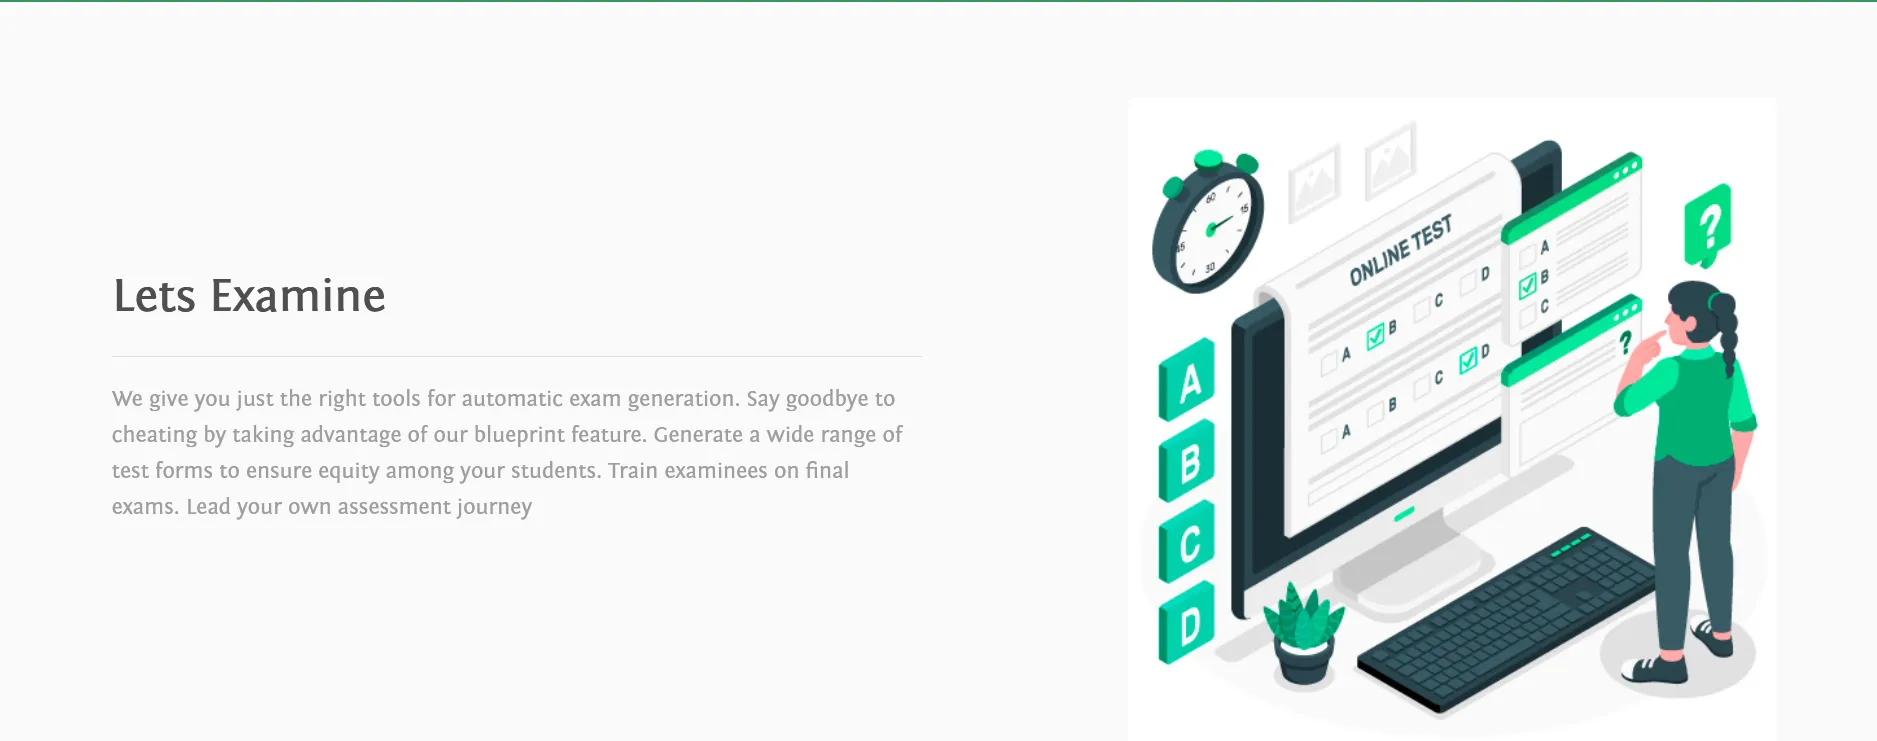 Lets Examine
We give you just the right tools for automatic exam generation. Say goodbye to
cheating by taking advantage of our blueprint feature. Generate a wide range of
test forms to ensure equity among your students. Train examinees on final
exams. Lead your own assessment journey
60
15
30
45
ONLINE TEST
A
B
C
D
A
B
C
D
A
B
C
?
?
A
B
C
D